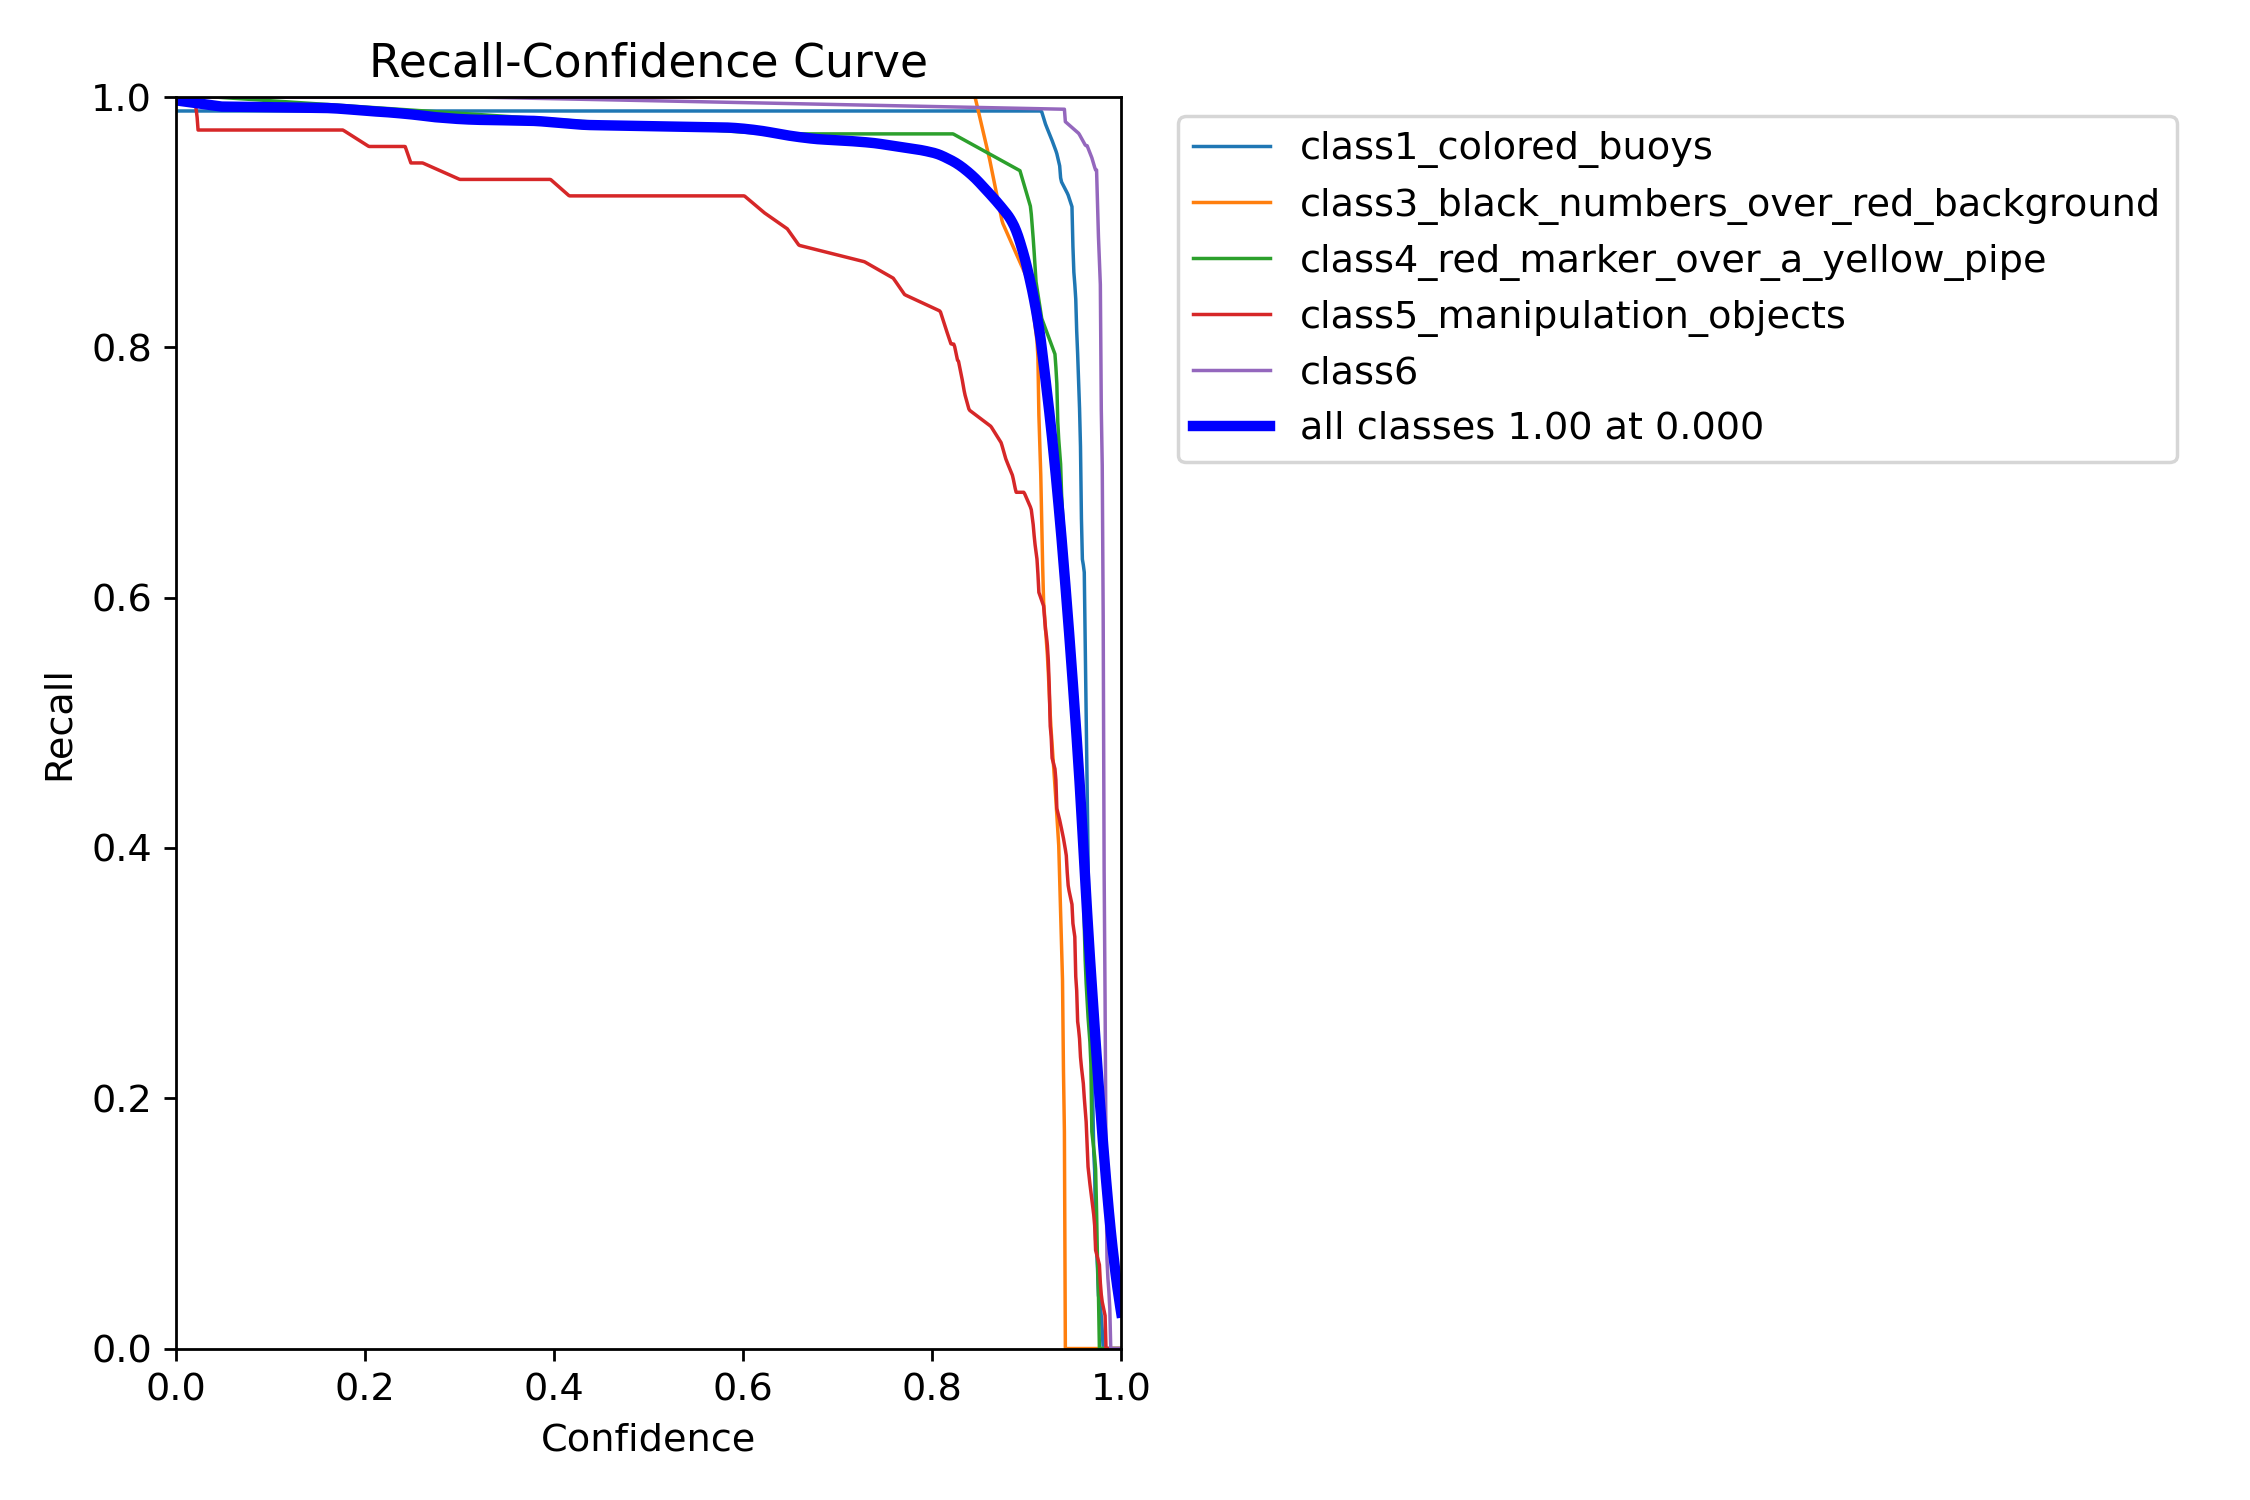 Recall-Confidence Curve
1.0
0.8
0.6
0.4
0.2
0.0
Recall
0.0 0.2 0.4 0.6 0.8 1.0
Confidence
class1_colored_buoys
class3_black_numbers_over_red_background
class4_red_marker_over_a_yellow_pipe
class5_manipulation_objects
class6
all classes 1.00 at 0.000